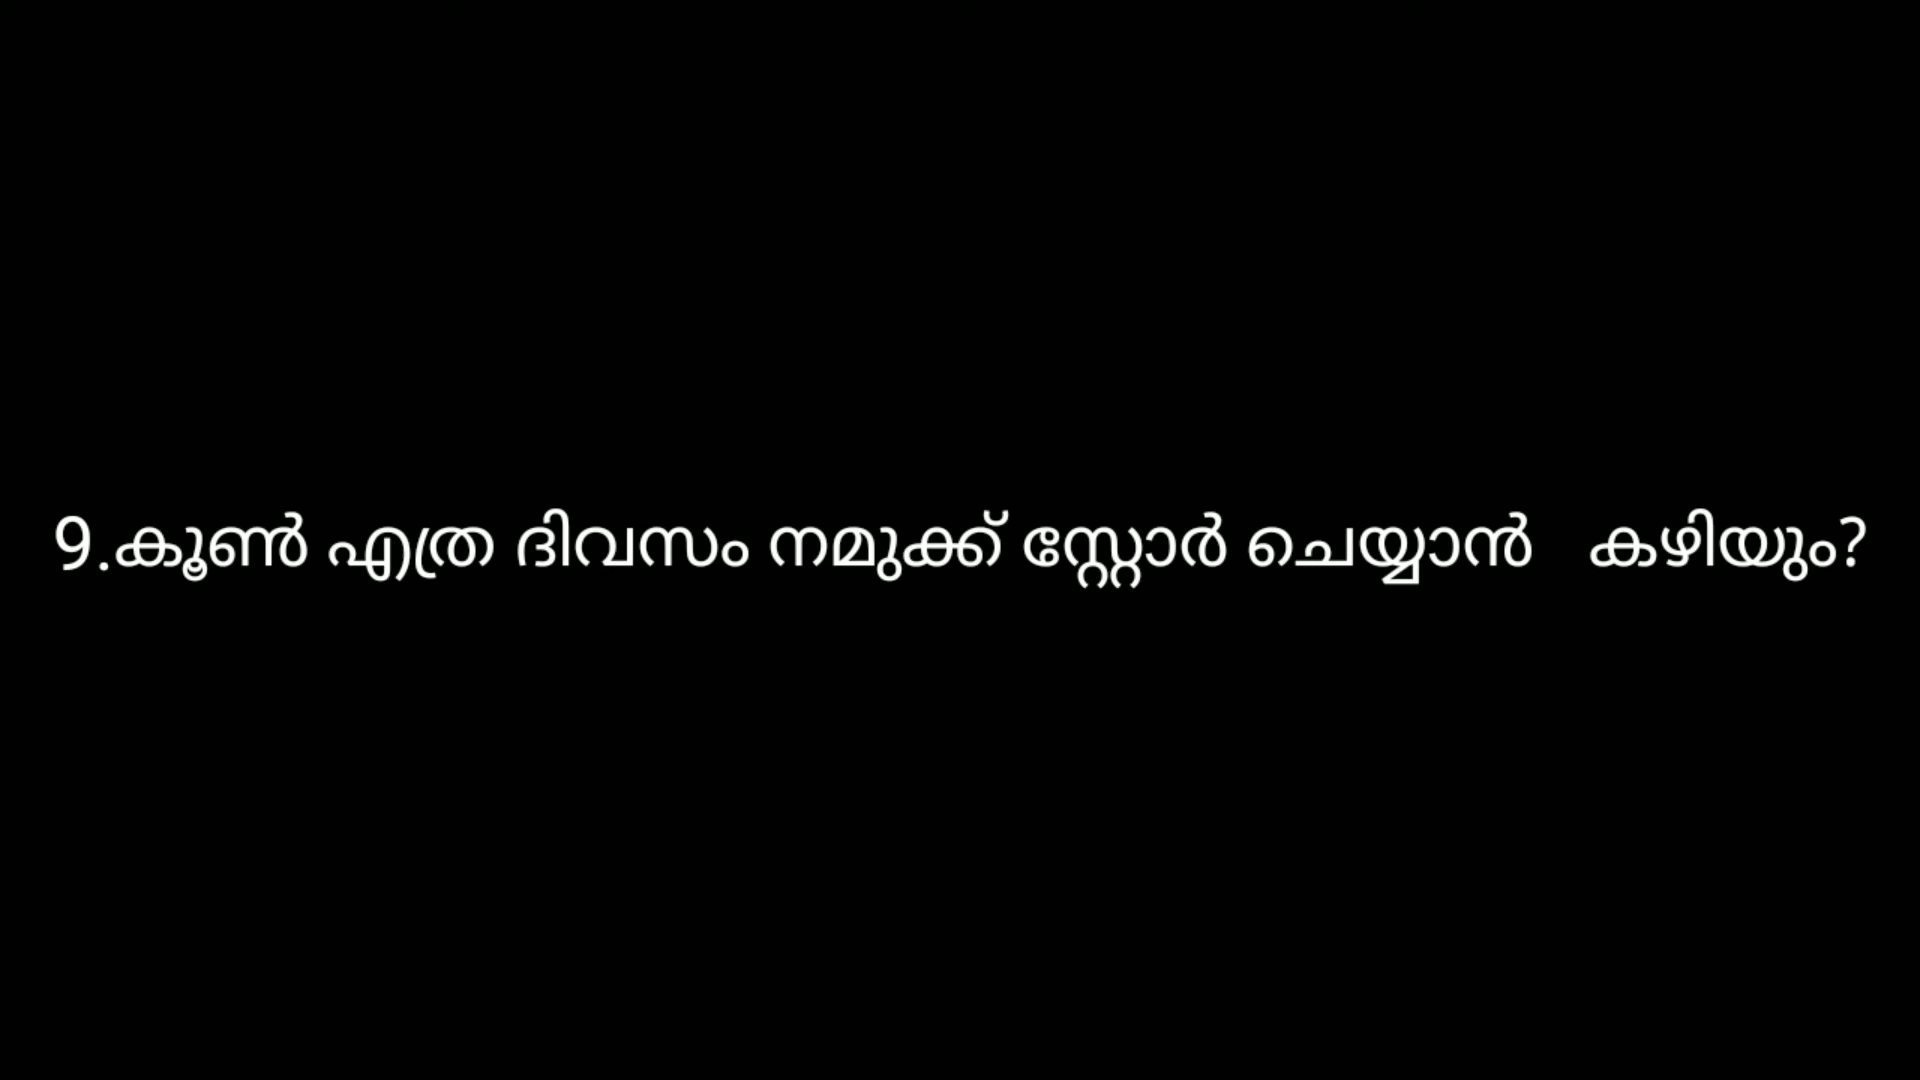 9.കൂൺ എത്ര ദിവസം നമുക്ക് സ്റ്റോർ ചെയ്യാൻ കഴിയും?